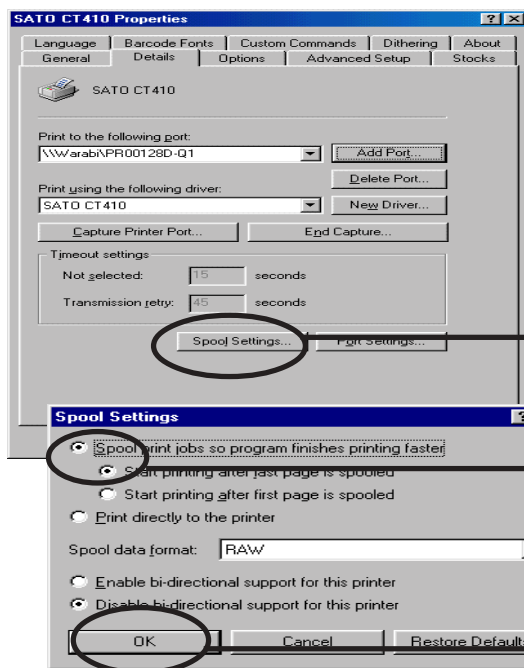 SATO CT410 Properties
Language Barcode Fonts Custom Commands Dithering About
General Details Options Advanced Setup Stocks
SATO CT410
Print to the following port:
\\Warabi\PR00128D-Q1
Add Port...
Delete Port...
Print using the following driver:
SATO CT410
New Driver...
Capture Printer Port...
End Capture...
Timeout settings
Not selected: 15 seconds
Transmission retry: 45 seconds
Spool Settings...
Port Settings...
Spool Settings
Spool print jobs so program finishes printing faster
Start printing after last page is spooled
Start printing after first page is spooled
Print directly to the printer
Spool data format: RAW
Enable bi-directional support for this printer
Disable bi-directional support for this printer
OK Cancel Restore Default